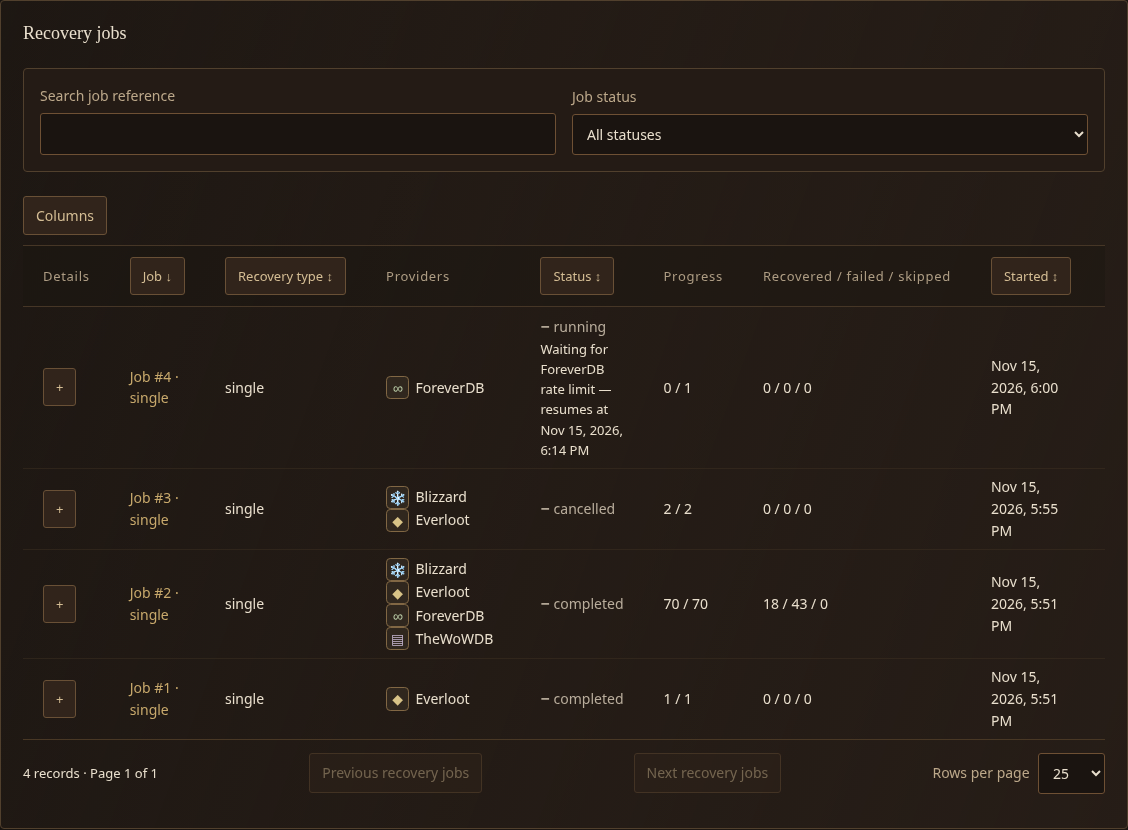 Recovery jobs
Search job reference
Job status
All statuses
Columns
Details Job ↓ Recovery type ↕ Providers Status ↕ Progress Recovered / failed / skipped Started ↕
+ Job #4 · single single ∞ ForeverDB – running
Waiting for
ForeverDB
rate limit —
resumes at
Nov 15, 2026,
6:14 PM
0 / 1 0 / 0 / 0 Nov 15,
2026, 6:00
PM
+ Job #3 · single single Blizzard
Everloot
– cancelled 2 / 2 0 / 0 / 0 Nov 15,
2026, 5:55
PM
+ Job #2 · single single Blizzard
Everloot
∞ ForeverDB
TheWoWDB
– completed 70 / 70 18 / 43 / 0 Nov 15,
2026, 5:51
PM
+ Job #1 · single single Everloot – completed 1 / 1 0 / 0 / 0 Nov 15,
2026, 5:51
PM
4 records · Page 1 of 1 Previous recovery jobs Next recovery jobs Rows per page 25